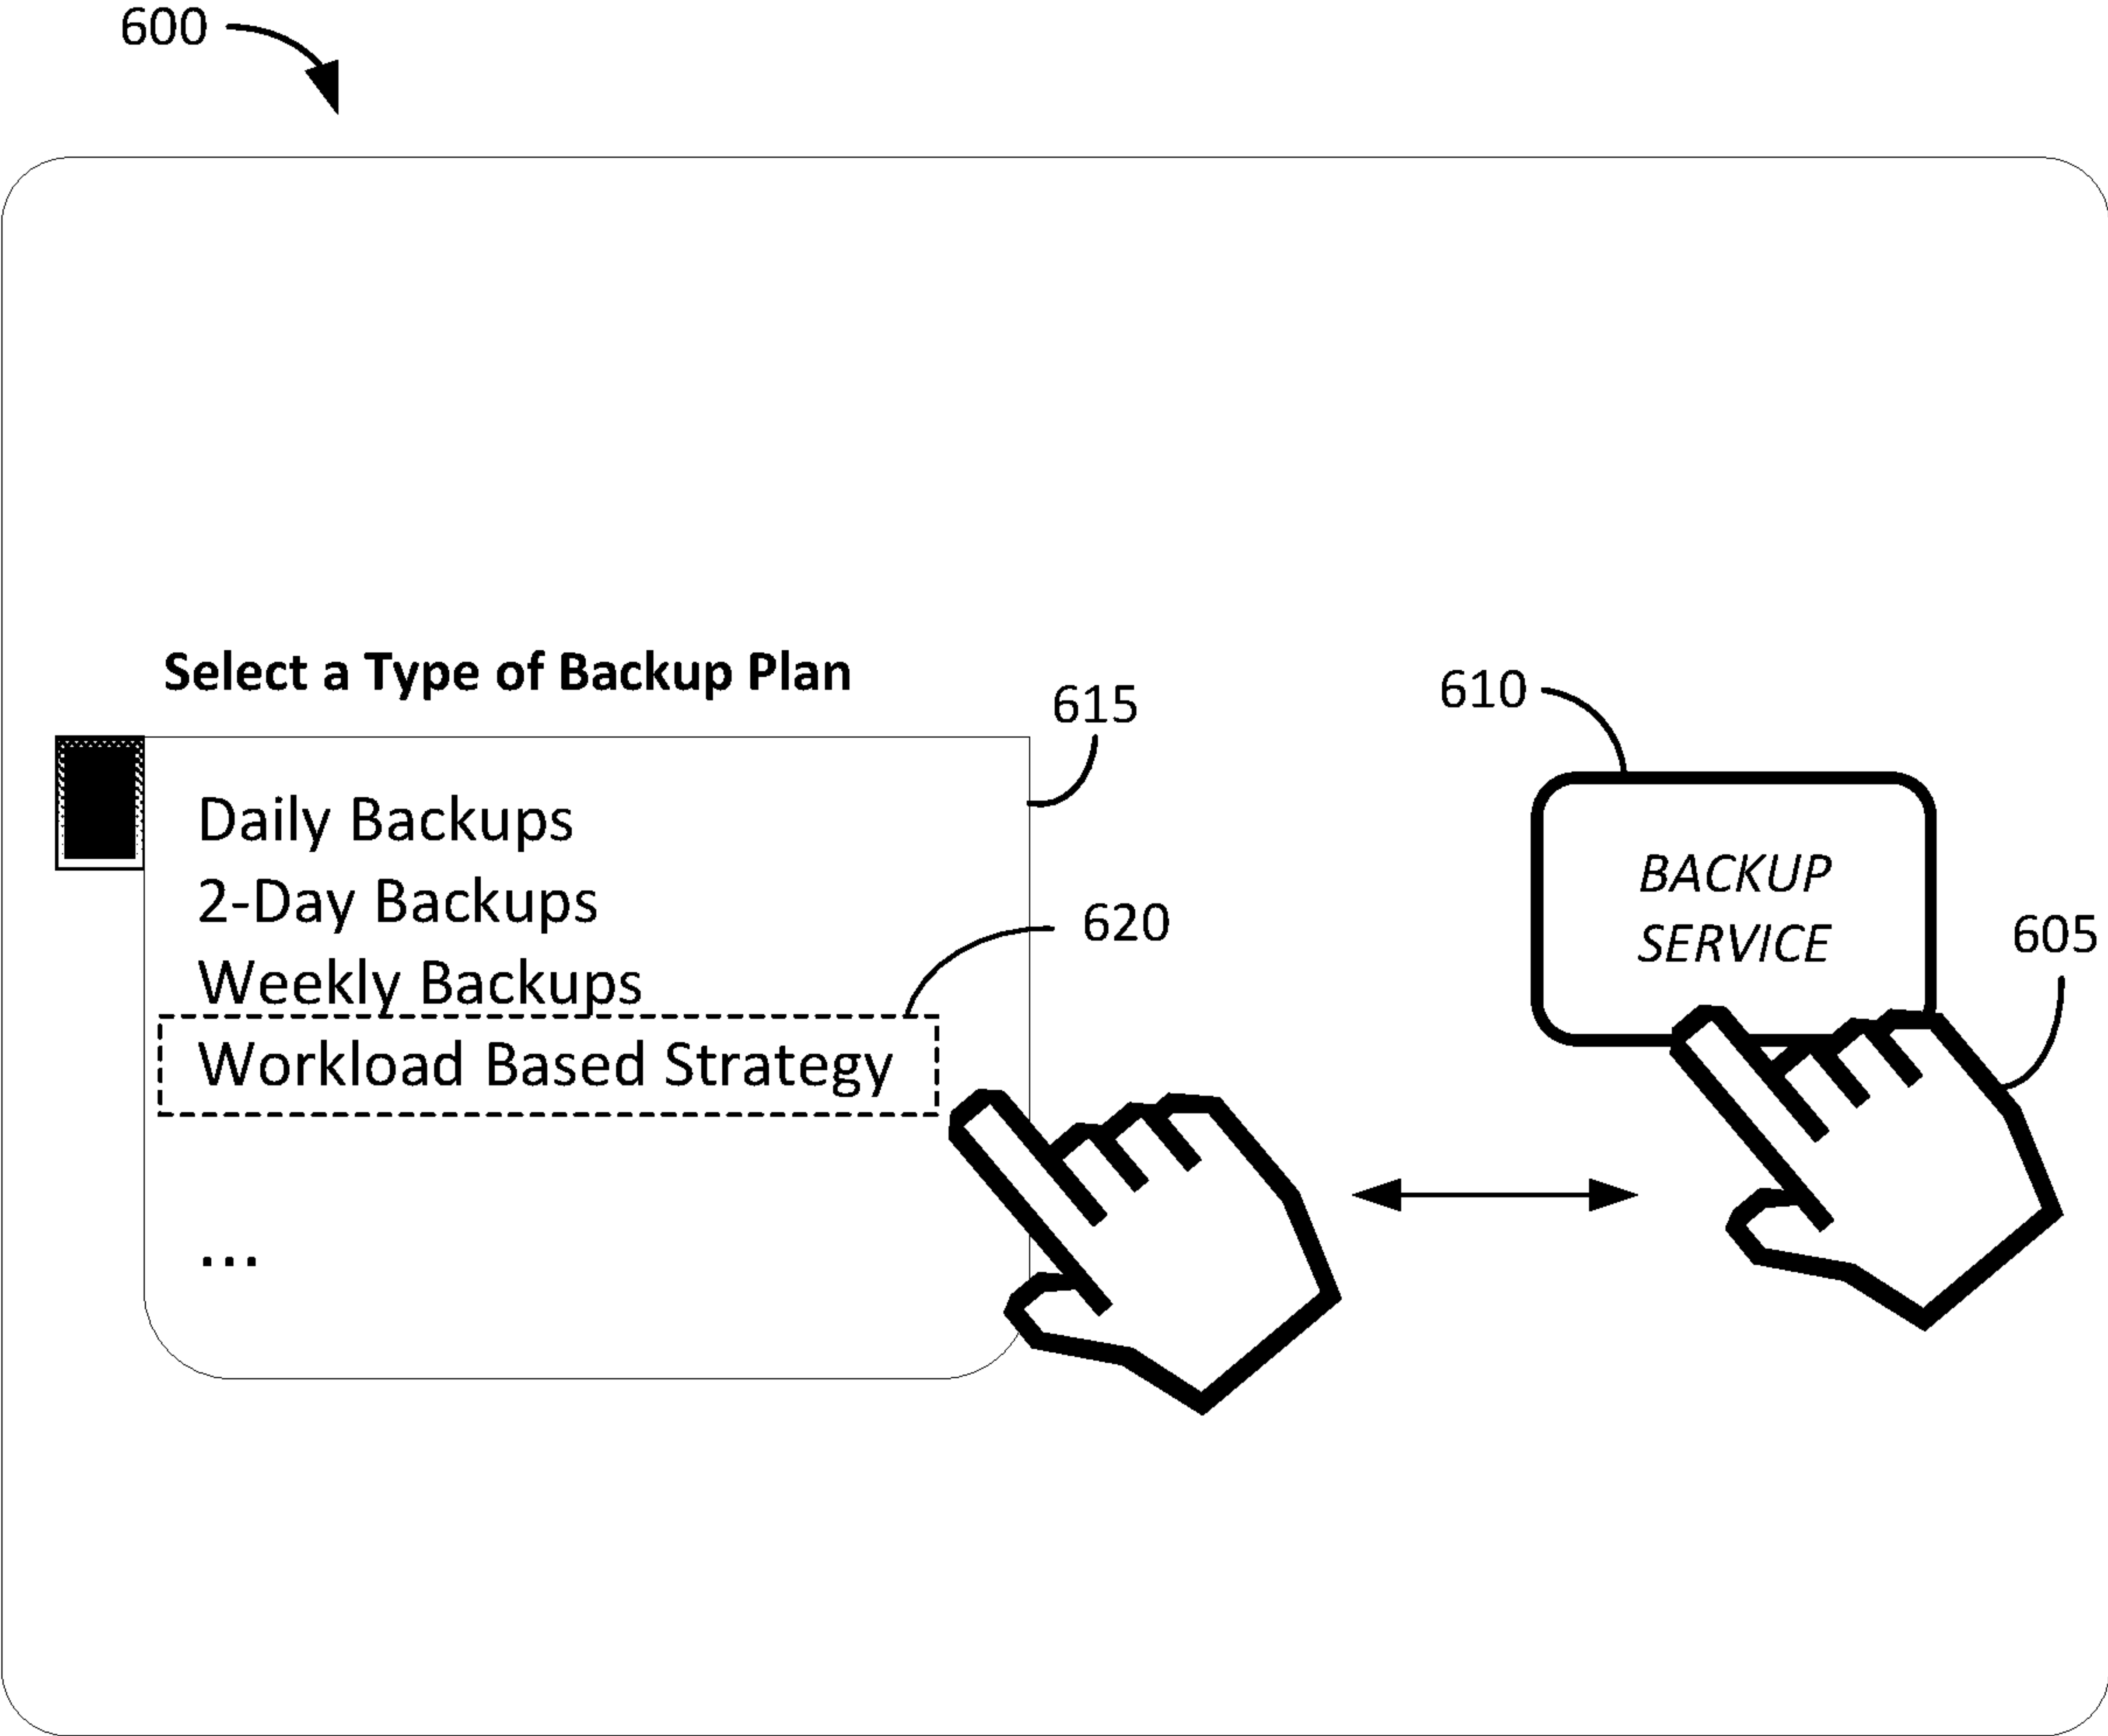 600
Select a Type of Backup Plan
615
610
Daily Backups
2-Day Backups
Weekly Backups
Workload Based Strategy
...
620
BACKUP
SERVICE
605